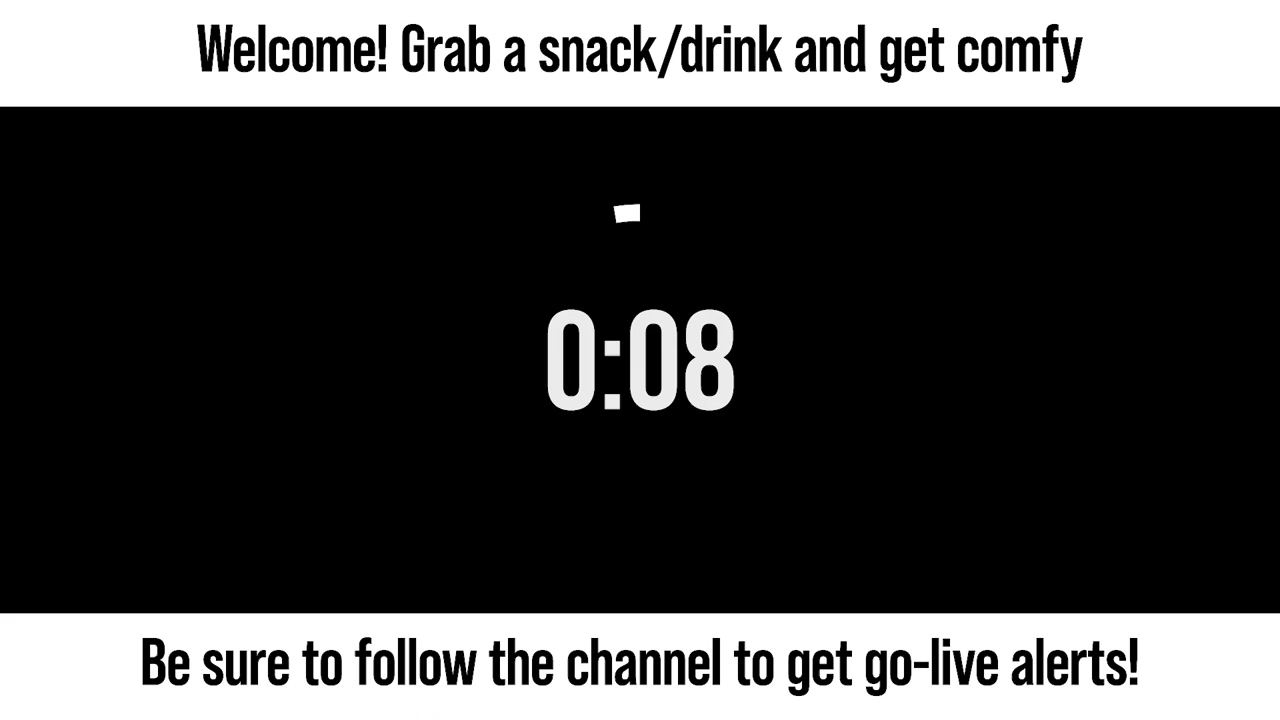 Welcome! Grab a snack/drink and get comfy
0:08
Be sure to follow the channel to get go-live alerts!